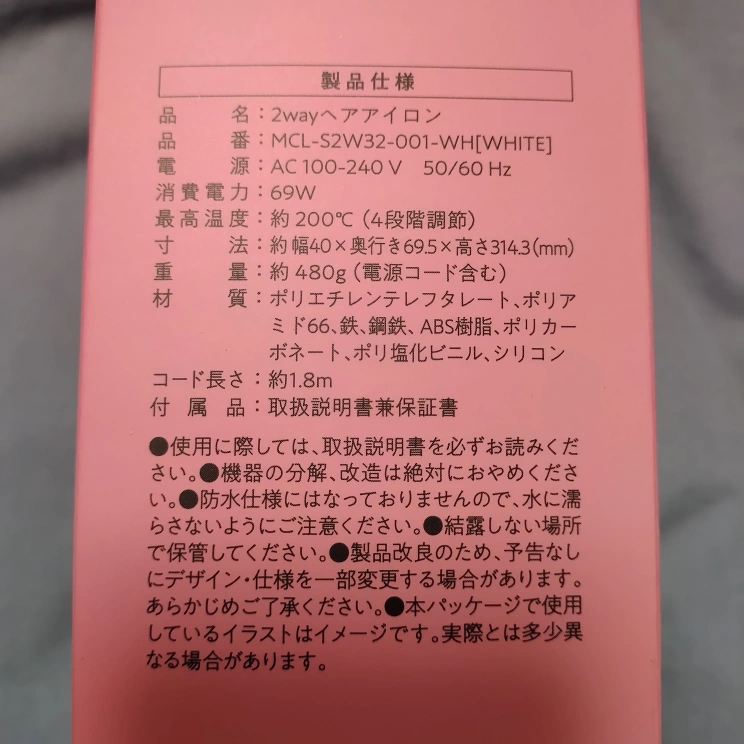 製品仕様
品名：2wayヘアアイロン
品番：MCL-S2W32-001-WH[WHITE]
電源：AC 100-240 V 50/60 Hz
消費電力：69W
最高温度：約 200℃（4段階調節）
寸法：約 幅40×奥行き69.5×高さ314.3(mm)
重量：約 480g（電源コード含む）
材質：ポリエチレンテレフタレート、ポリア
ミド66、鉄、鋼鉄、ABS樹脂、ポリカー
ボネート、ポリ塩化ビニル、シリコン
コード長さ：約1.8m
付属品：取扱説明書兼保証書
●使用に際しては、取扱説明書を必ずお読みくだ
さい。●機器の分解、改造は絶対におやめくださ
い。●防水仕様にはなっておりませんので、水に濡
らさないようにご注意ください。●結露しない場所
で保管してください。●製品改良のため、予告なし
にデザイン・仕様を一部変更する場合があります。
あらかじめご了承ください。●本パッケージで使用
しているイラストはイメージです。実際とは多少異
なる場合があります。